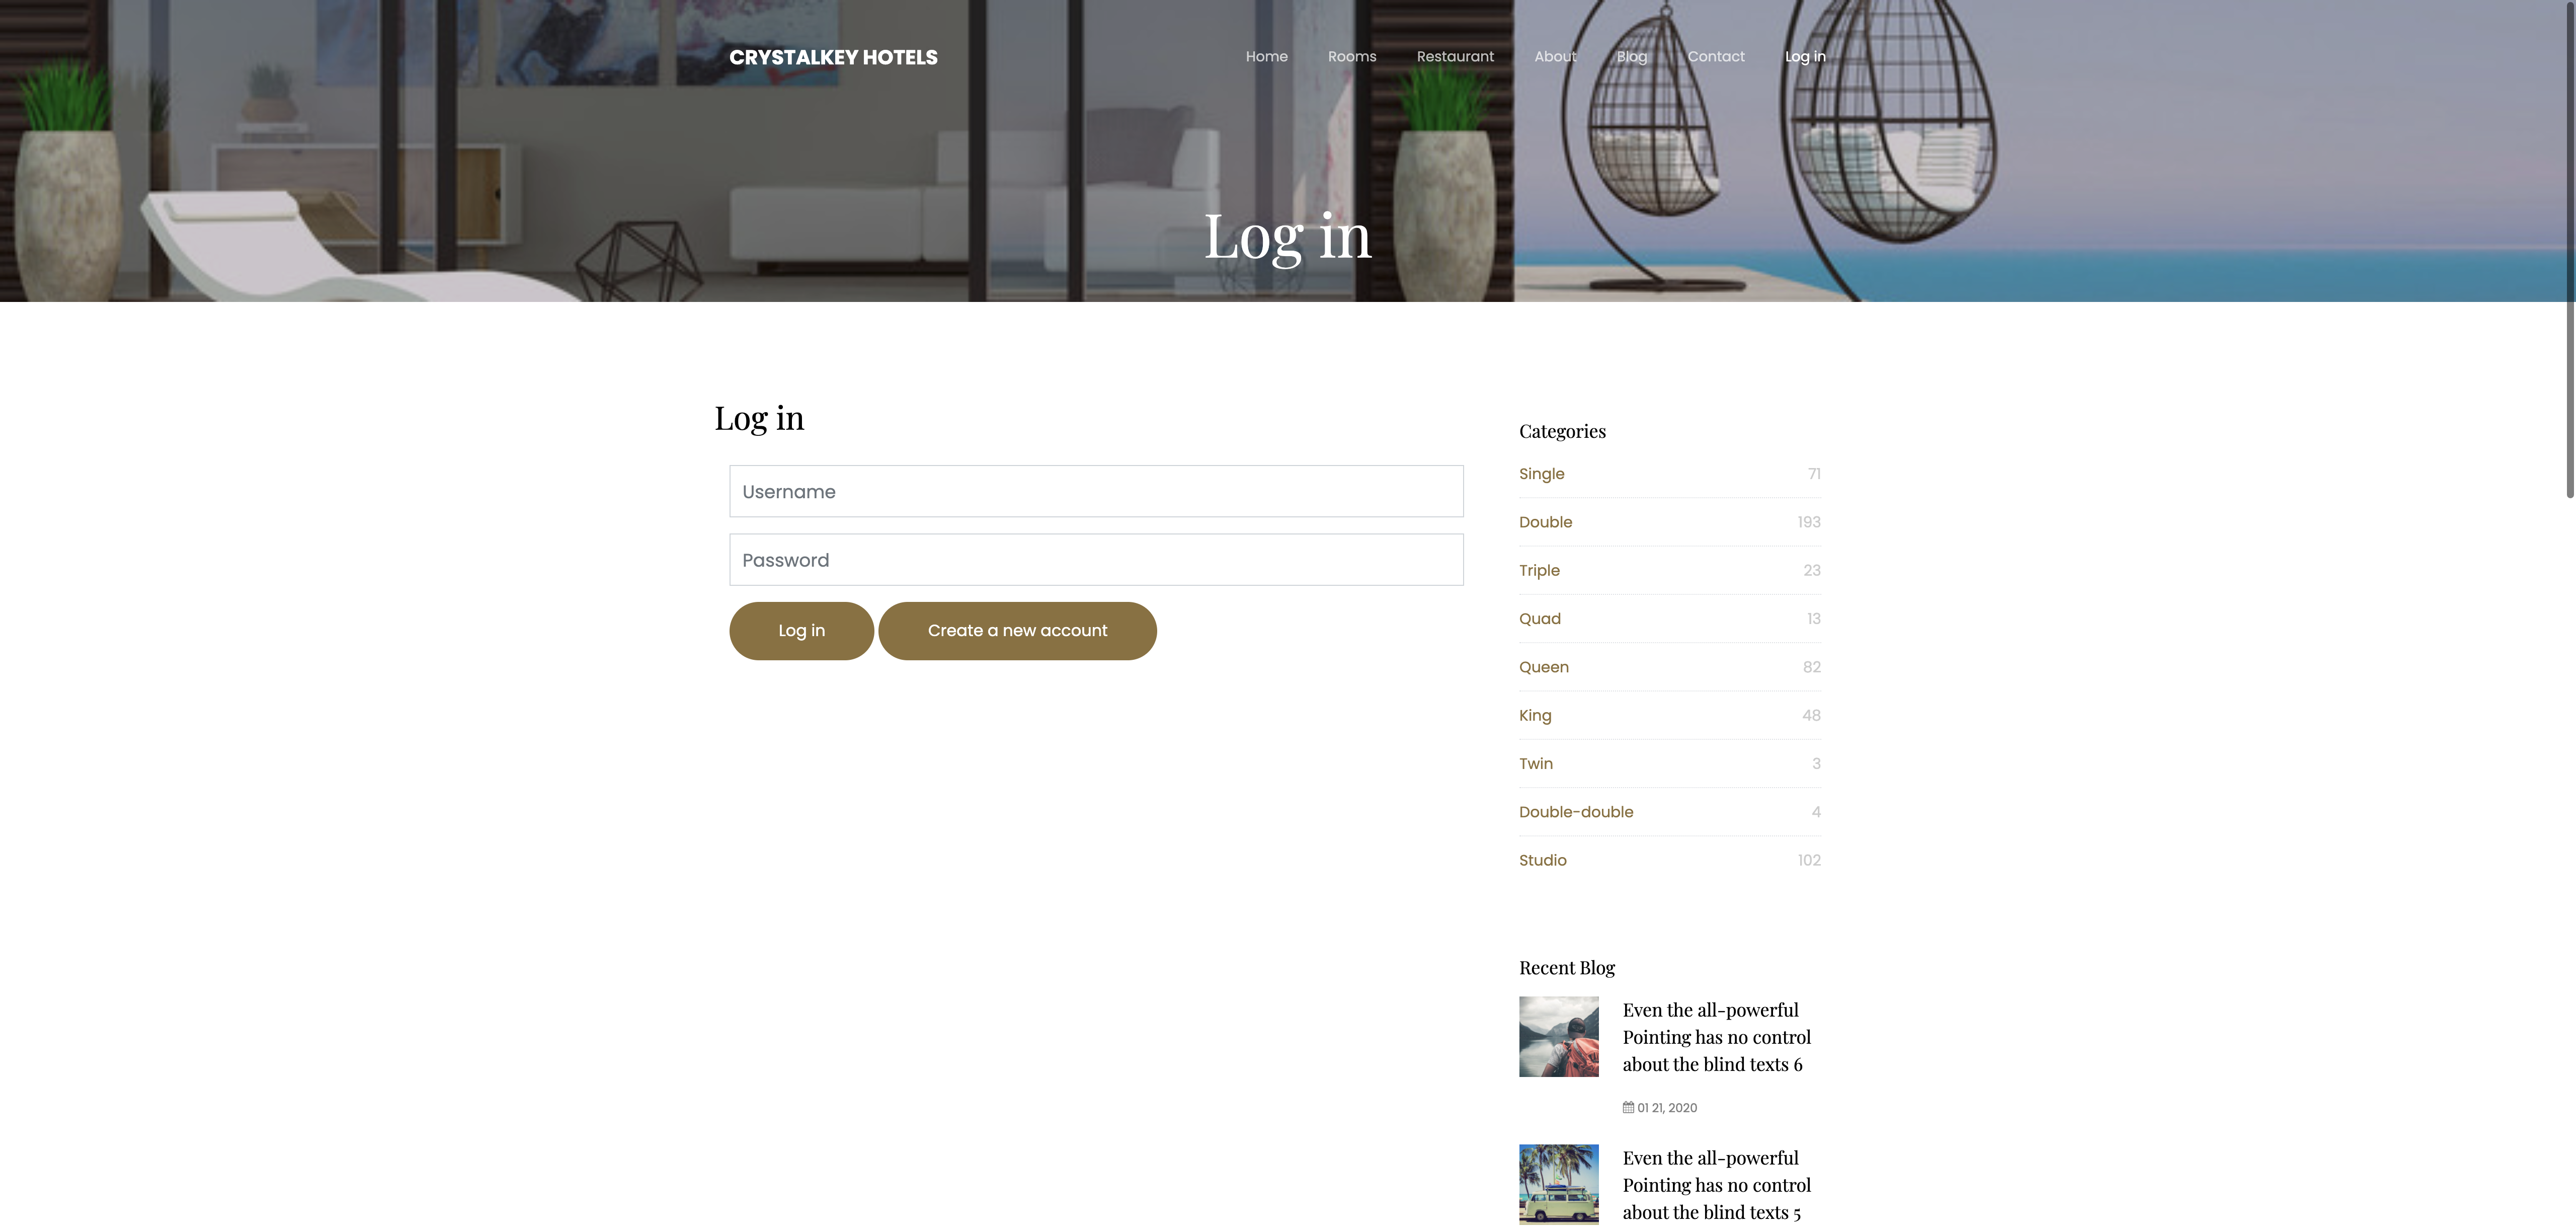 CRYSTALKEY HOTELS
Home Rooms Restaurant About Blog Contact Log in
Log in
Log in
Username
Password
Log in Create a new account
Categories
Single 71
Double 193
Triple 23
Quad 13
Queen 82
King 48
Twin 3
Double-double 4
Studio 102
Recent Blog
Even the all-powerful
Pointing has no control
about the blind texts 6
01 21, 2020
Even the all-powerful
Pointing has no control
about the blind texts 5